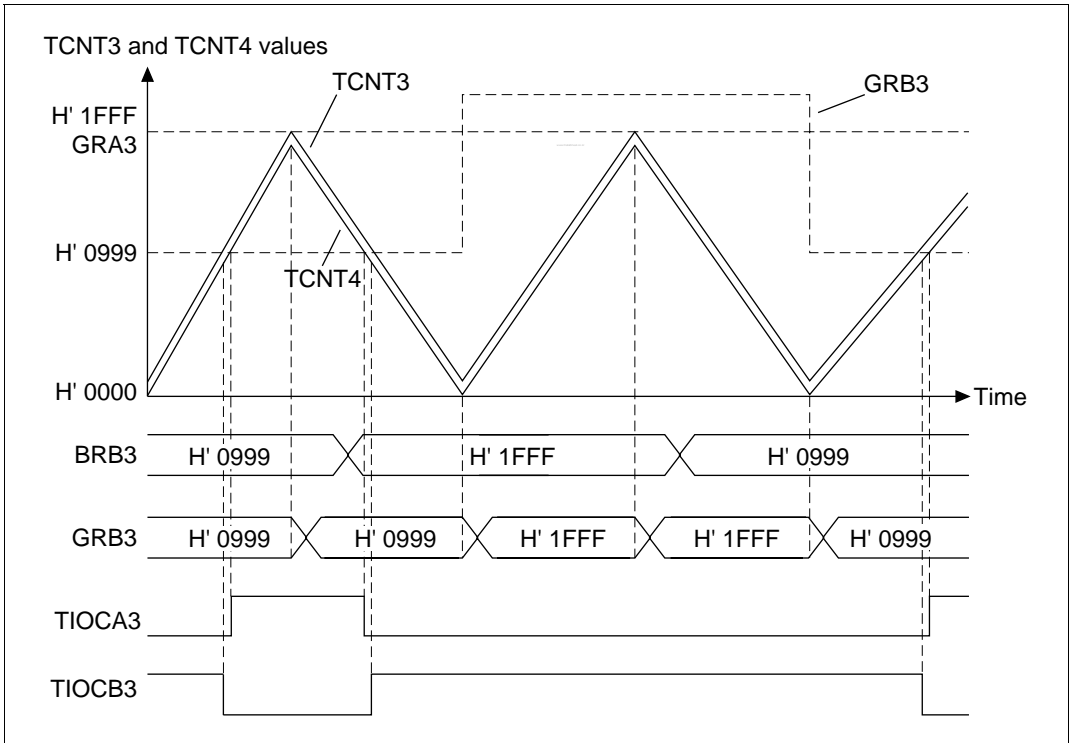 TCNT3 and TCNT4 values
TCNT3
GRB3
H' 1FFF
GRA3
H' 0999
TCNT4
H' 0000
Time
BRB3
H' 0999
H' 1FFF
H' 0999
GRB3
H' 0999
H' 0999
H' 1FFF
H' 1FFF
H' 0999
TIOCA3
TIOCB3